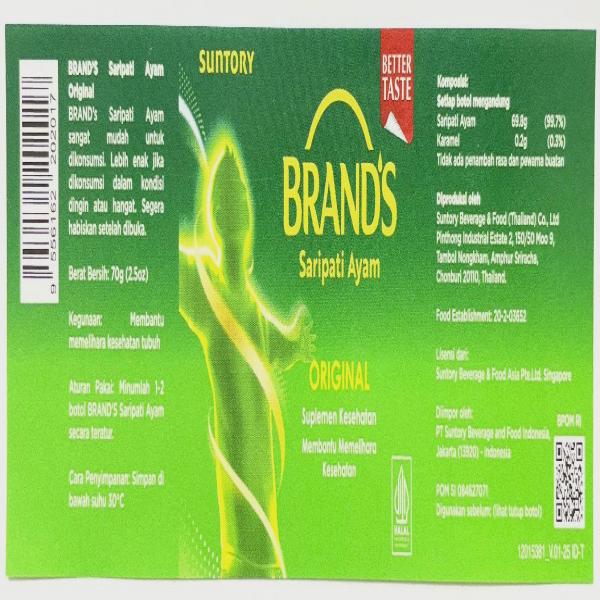 BRAND'S Saripati Ayam
Original
BRAND's Saripati Ayam
sangat mudah untuk
dikonsumsi. Lebih enak jika
dikonsumsi dalam kondisi
dingin atau hangat. Segera
habiskan setelah dibuka.
Berat Bersih: 70g (2.5oz)
Kegunaan: Membantu
memelihara kesehatan tubuh
Aturan Pakai: Minumlah 1-2
botol BRAND'S Saripati Ayam
secara teratur.
Cara Penyimpanan: Simpan di
bawah suhu 30°C
9 556162 202017
SUNTORY
BETTER
TASTE
BRAND'S
Saripati Ayam
ORIGINAL
Suplemen Kesehatan
Membantu Memelihara
Kesehatan
HALAL
INDONESIA
Komposisi:
Setiap botol mengandung
Saripati Ayam 69.8g (99.7%)
Karamel 0.2g (0.3%)
Tidak ada penambah rasa dan pewarna buatan
Diproduksi oleh
Suntory Beverage & Food (Thailand) Co., Ltd
Pinthong Industrial Estate 2, 150/50 Moo 9,
Tambol Nongkham, Amphur Sriracha,
Chonburi 20110, Thailand.
Food Establishment: 20-2-03652
Lisensi dari:
Suntory Beverage & Food Asia Pte.Ltd, Singapore
Diimpor oleh:
PT Suntory Beverage and Food Indonesia,
Jakarta (13920) - Indonesia
BPOM RI
POM SI 084627071
Digunakan sebelum: (lihat tutup botol)
12015381_V.01-25 ID-T